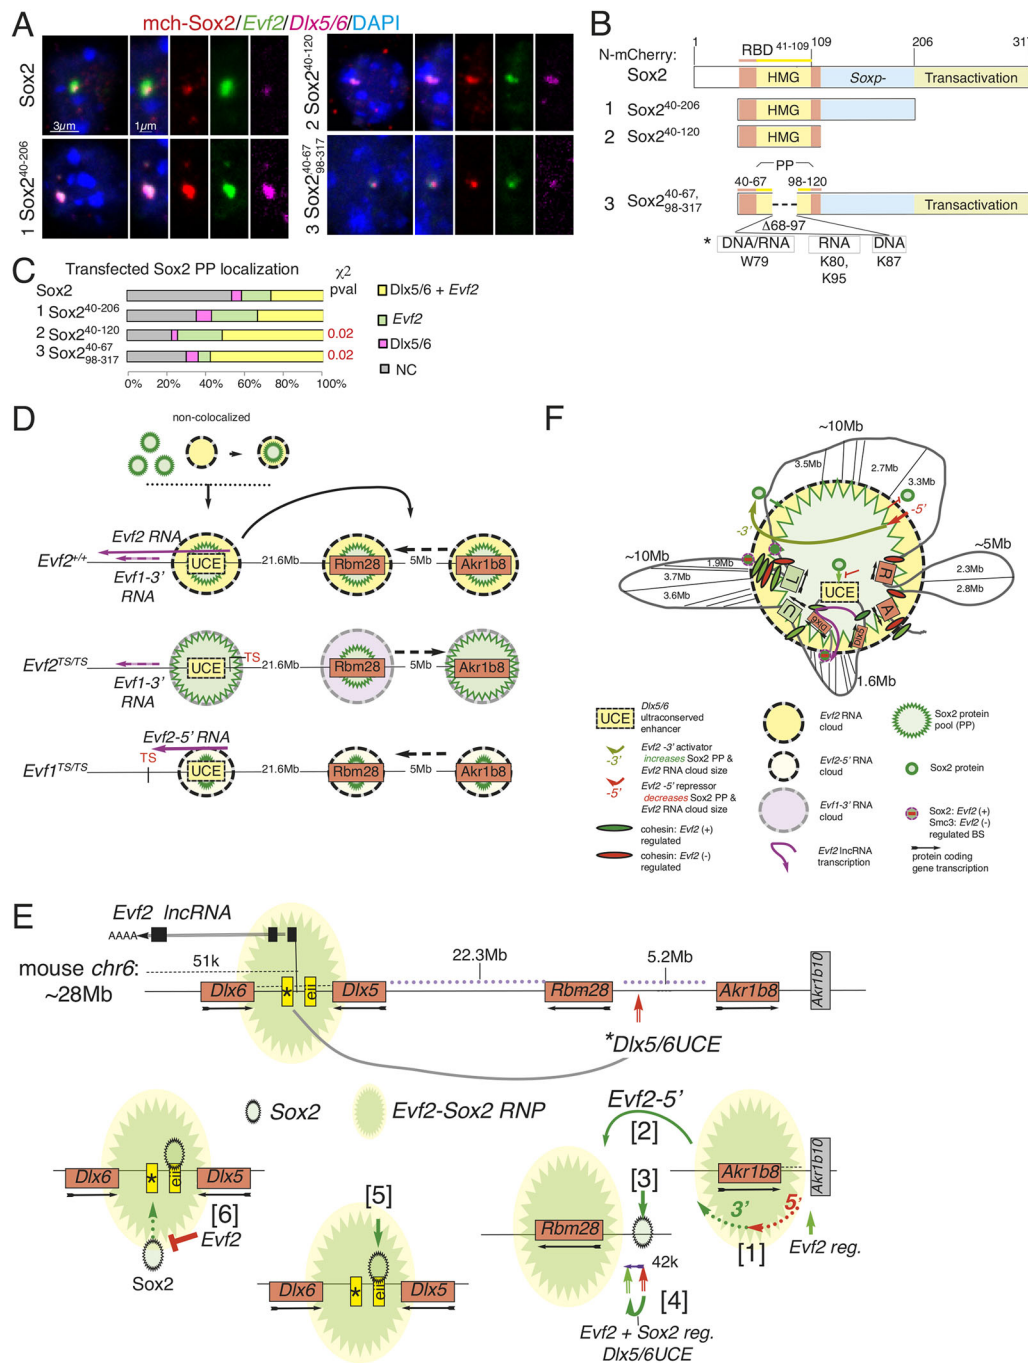 A
mch-Sox2/Evf2/Dlx5/6/DAPI
Sox2
3µm
1µm
2 Sox2 40-120
1 Sox2 40-206
3 Sox2 40-67 98-317
B
N-mCherry:
1
RBD 41-109
109
206
317
Sox2
HMG
Soxp-
Transactivation
1 Sox2 40-206
HMG
2 Sox2 40-120
HMG
PP
40-67
98-120
3 Sox2 40-67, 98-317
Transactivation
Δ68-97
* DNA/RNA
RNA
DNA
W79
K80, K95
K87
C
Transfected Sox2 PP localization
χ2 pval
Sox2
1 Sox2 40-206
2 Sox2 40-120
0.02
3 Sox2 40-67 98-317
0.02
0%
20%
40%
60%
80%
100%
Dlx5/6 + Evf2
Evf2
Dlx5/6
NC
D
non-colocalized
Evf2 RNA
Evf2+/+
UCE
21.6Mb
Rbm28
5Mb
Akr1b8
Evf1-3'
RNA
Evf2TS/TS
UCE
TS
21.6Mb
Rbm28
5Mb
Akr1b8
Evf1-3'
RNA
Evf2-5' RNA
TS
Evf1TS/TS
UCE
21.6Mb
Rbm28
5Mb
Akr1b8
F
~10Mb
3.5Mb
2.7Mb
3.3Mb
-3'
-5'
~10Mb
1.9Mb
3.7Mb
3.6Mb
~5Mb
2.3Mb
2.8Mb
L
R
UCE
U
A
Dlx6
Dlx5
1.6Mb
UCE
Dlx5/6
ultraconserved
enhancer
-3'
Evf2 -3' activator
increases Sox2 PP &
Evf2 RNA cloud size
-5'
Evf2 -5' repressor
decreases Sox2 PP &
Evf2 RNA cloud size
cohesin: Evf2 (+)
regulated
cohesin: Evf2 (-)
regulated
Evf2 RNA
cloud
Evf2-5' RNA
cloud
Evf1-3' RNA
cloud
Evf2 lncRNA
transcription
Sox2 protein
pool (PP)
Sox2 protein
Sox2: Evf2 (+)
Smc3: Evf2 (-)
regulated BS
protein coding
gene transcription
E
Evf2 lncRNA
AAAA
mouse chr6:
~28Mb
51k
22.3Mb
5.2Mb
Dlx6
*
eii
Dlx5
Rbm28
Akr1b8
Akr1b10
*Dlx5/6UCE
Sox2
Evf2-Sox2 RNP
Evf2-5'
[2]
Dlx6
*
eii
Dlx5
[6]
Evf2
Sox2
[5]
Dlx6
*
eii
Dlx5
[3]
Rbm28
42k
[4]
Evf2 + Sox2 reg.
Dlx5/6UCE
Akr1b8
Akr1b10
3'
5'
[1]
Evf2 reg.